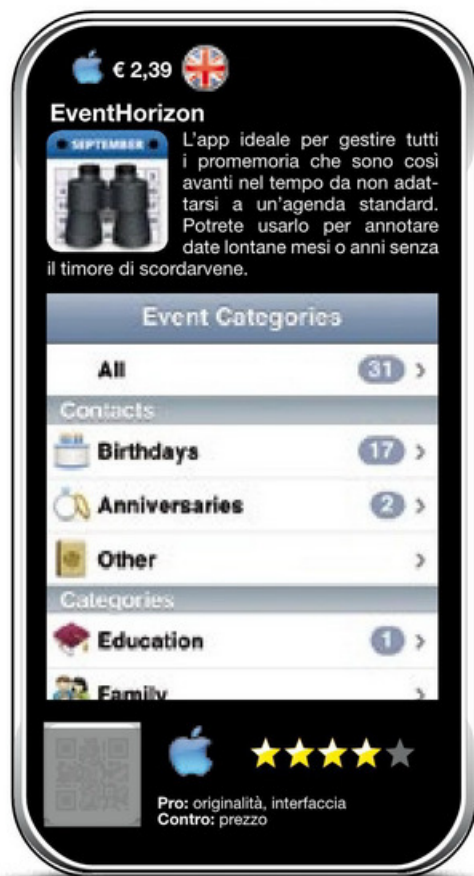 € 2,39
EventHorizon
SEPTEMBER
L'app ideale per gestire tutti
i promemoria che sono così
avanti nel tempo da non adat-
tarsi a un'agenda standard.
Potrete usarlo per annotare
date lontane mesi o anni senza
il timore di scordarvene.
Event Categories
All 31
Contacts
Birthdays 17
Anniversaries 2
Other
Categories
Education 1
Family
Pro: originalità, interfaccia
Contro: prezzo